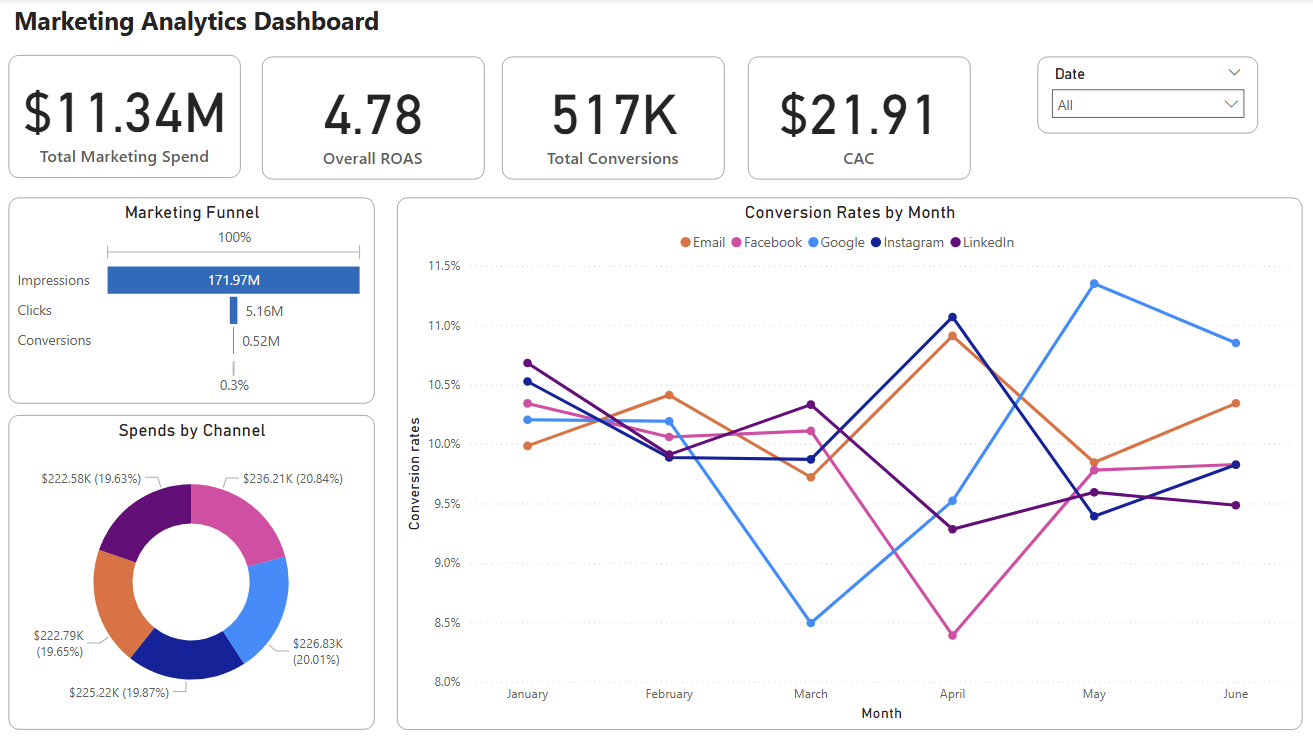 Marketing Analytics Dashboard
$11.34M
Total Marketing Spend
4.78
Overall ROAS
517K
Total Conversions
$21.91
CAC
Date
All
Marketing Funnel
100%
Impressions
171.97M
Clicks
5.16M
Conversions
0.52M
0.3%
Spends by Channel
$222.58K (19.63%)
$236.21K (20.84%)
$222.79K
(19.65%)
$226.83K
(20.01%)
$225.22K (19.87%)
Conversion Rates by Month
Email Facebook Google Instagram LinkedIn
Conversion rates
11.5%
11.0%
10.5%
10.0%
9.5%
9.0%
8.5%
8.0%
January February March April May June
Month